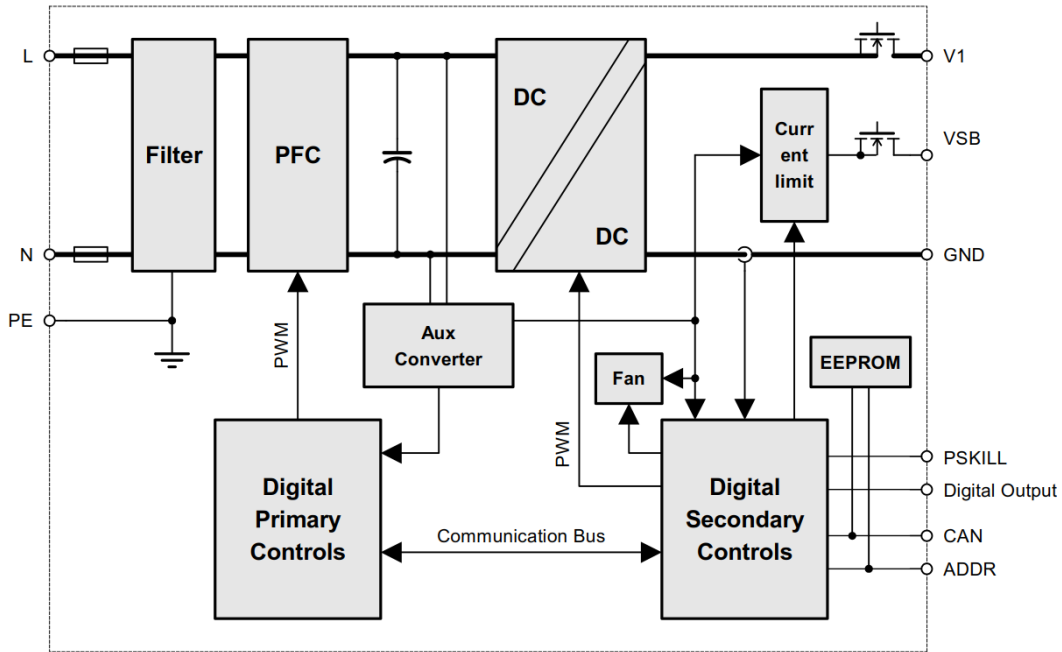 L
V1
DC
Curr
ent
limit
VSB
Filter
PFC
DC
N
GND
PE
PWM
Aux
Converter
Fan
EEPROM
PWM
Digital
Primary
Controls
Communication Bus
Digital
Secondary
Controls
PSKILL
Digital Output
CAN
ADDR